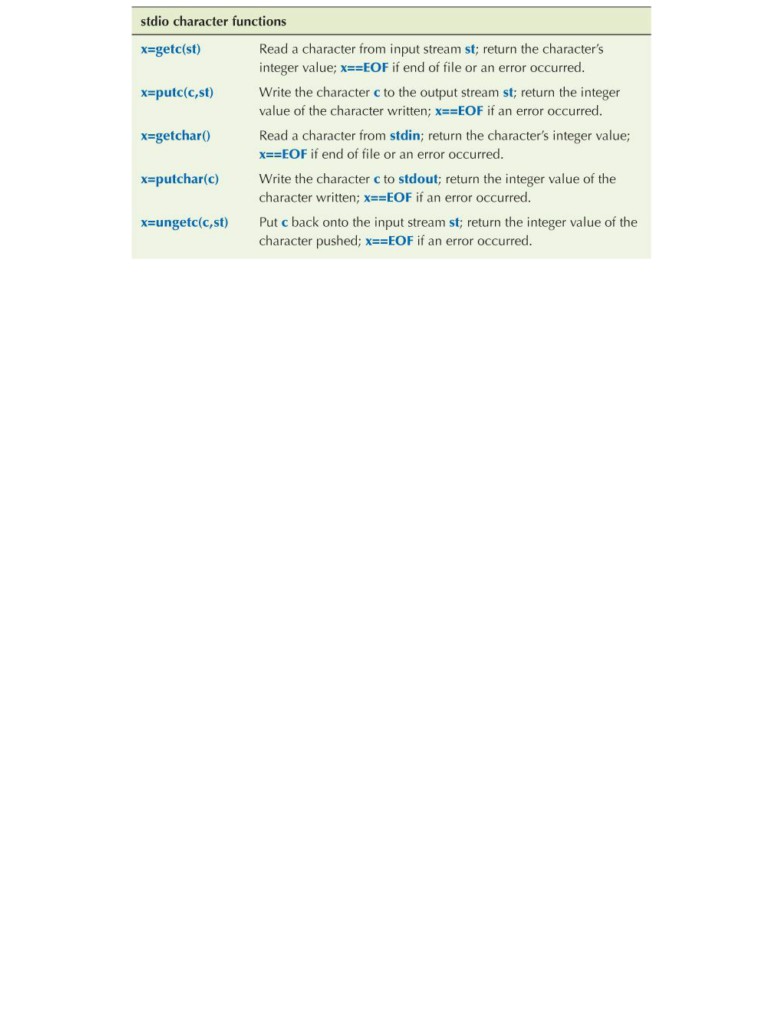 stdio character functions
x=getc(st) Read a character from input stream st; return the character's
integer value; x==EOF if end of file or an error occurred.
x=putc(c,st) Write the character c to the output stream st; return the integer
value of the character written; x==EOF if an error occurred.
x=getchar() Read a character from stdin; return the character's integer value;
x==EOF if end of file or an error occurred.
x=putchar(c) Write the character c to stdout; return the integer value of the
character written; x==EOF if an error occurred.
x=ungetc(c,st) Put c back onto the input stream st; return the integer value of the
character pushed; x==EOF if an error occurred.